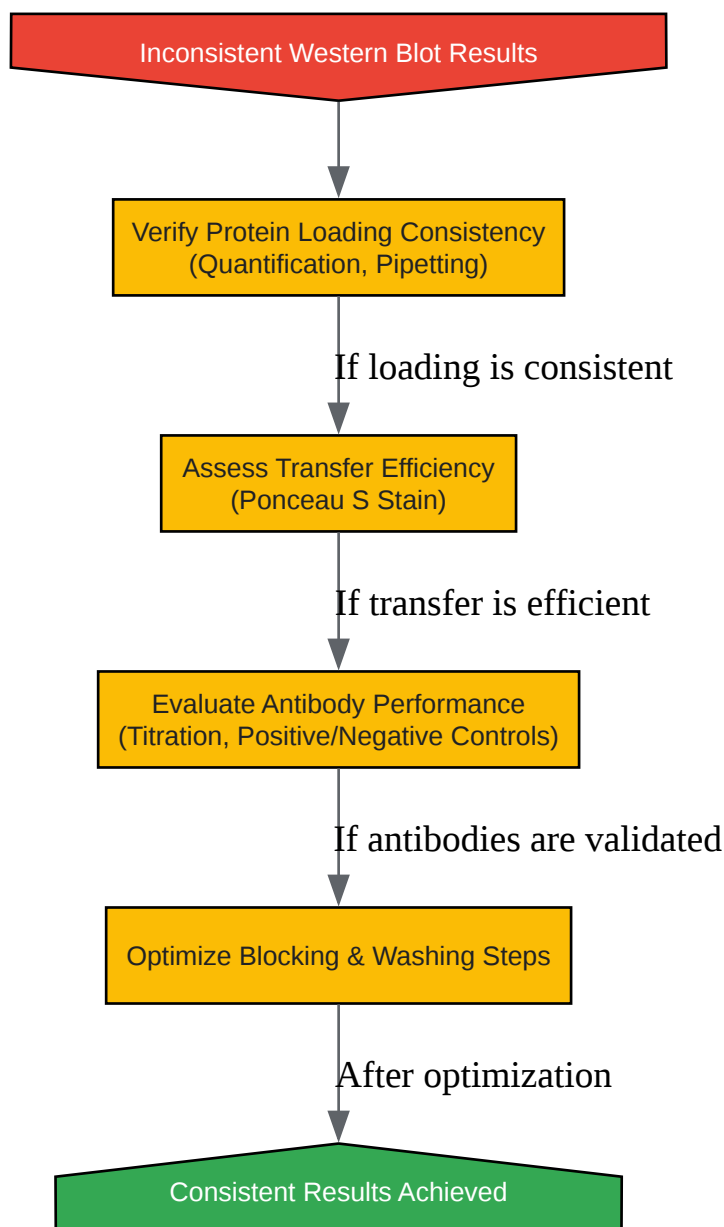 Inconsistent Western Blot Results
Verify Protein Loading Consistency
(Quantification, Pipetting)
If loading is consistent
Assess Transfer Efficiency
(Ponceau S Stain)
If transfer is efficient
Evaluate Antibody Performance
(Titration, Positive/Negative Controls)
If antibodies are validated
Optimize Blocking & Washing Steps
After optimization
Consistent Results Achieved